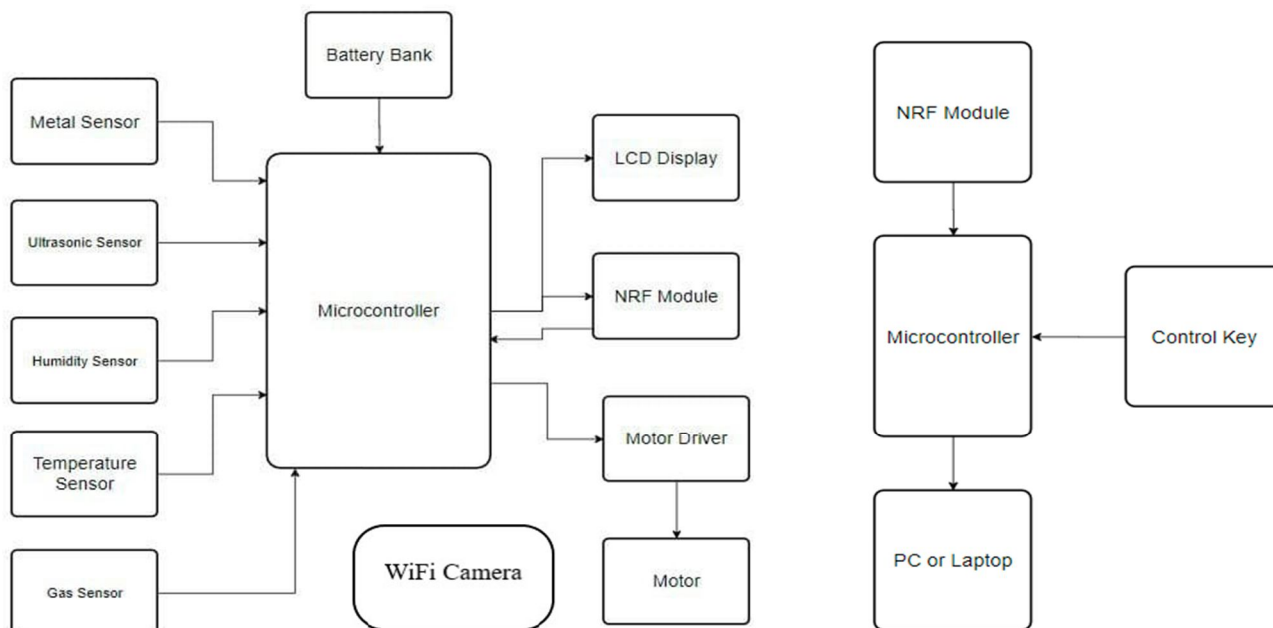 Battery Bank
Metal Sensor
Ultrasonic Sensor
Humidity Sensor
Temperature
Sensor
Gas Sensor
Microcontroller
LCD Display
NRF Module
Motor Driver
Motor
WiFi Camera
NRF Module
Microcontroller
Control Key
PC or Laptop